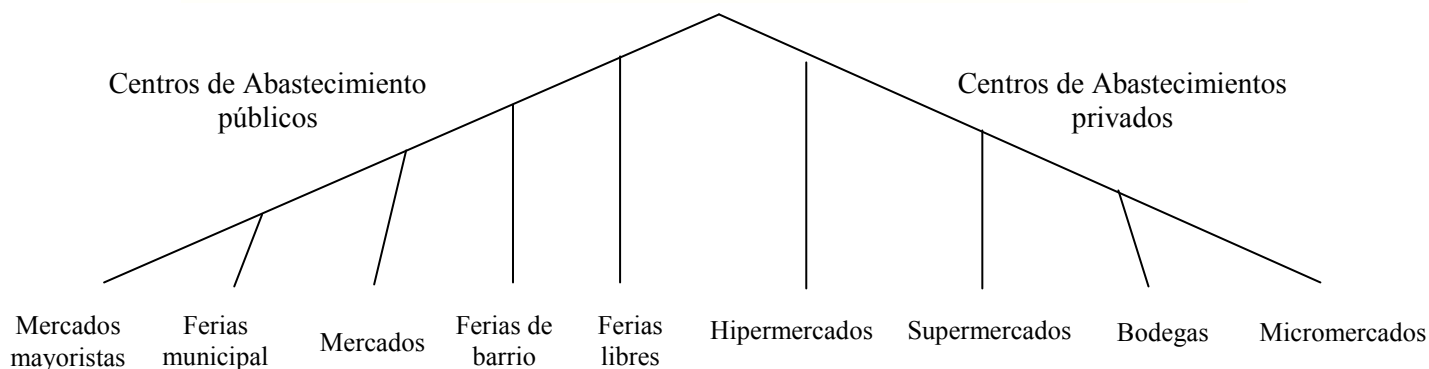 Centros de Abastecimiento
públicos
Centros de Abastecimientos
privados
Mercados
mayoristas
Ferias
municipal
Mercados
Ferias de
barrio
Ferias
libres
Hipermercados
Supermercados
Bodegas
Micromercados